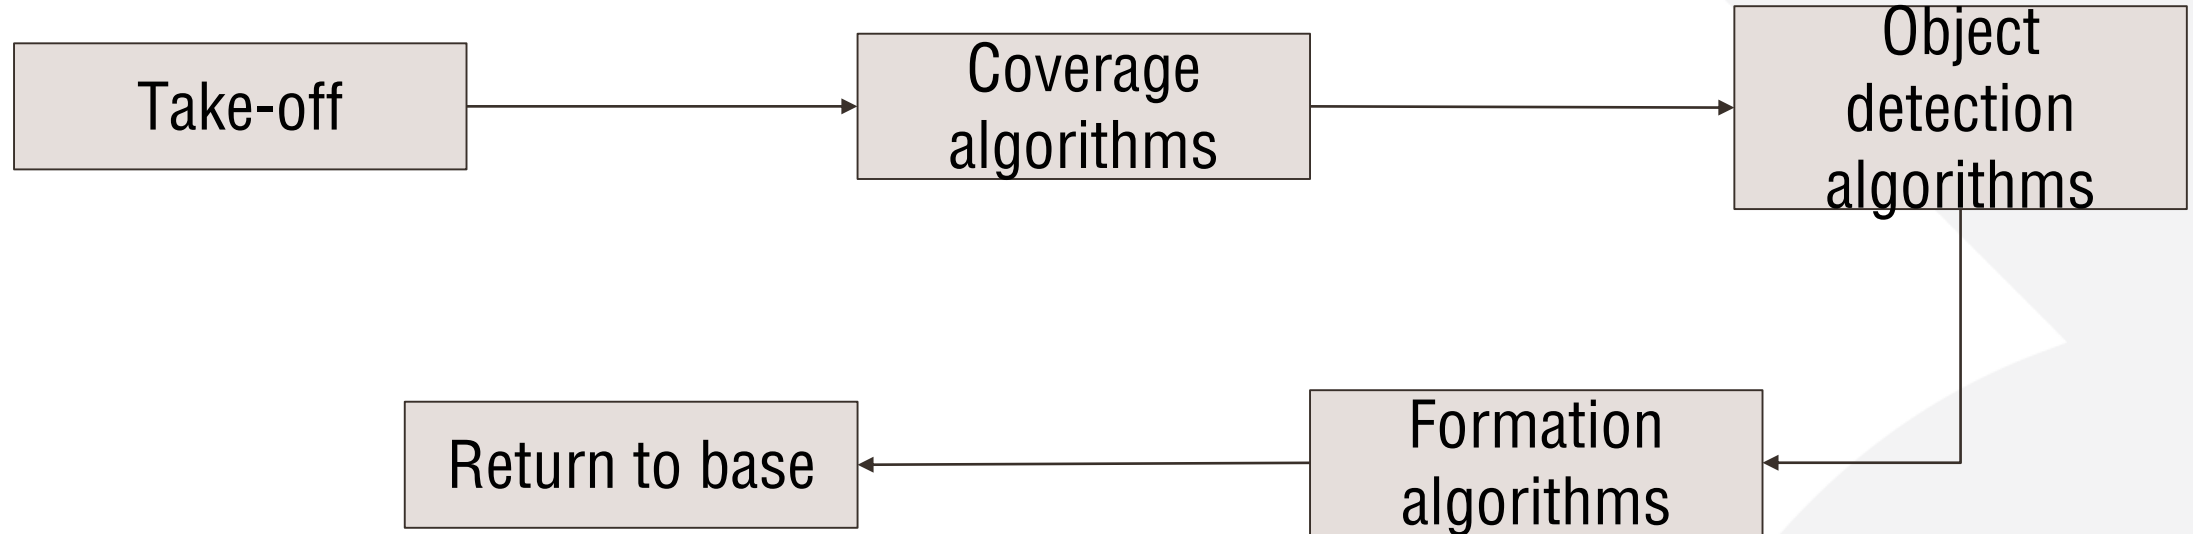 Take-off
Coverage
algorithms
Object
detection
algorithms
Formation
algorithms
Return to base